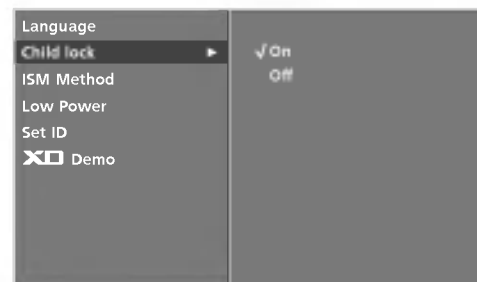 Language
Child lock ►
√ On
Off
ISM Method
Low Power
Set ID
XD Demo